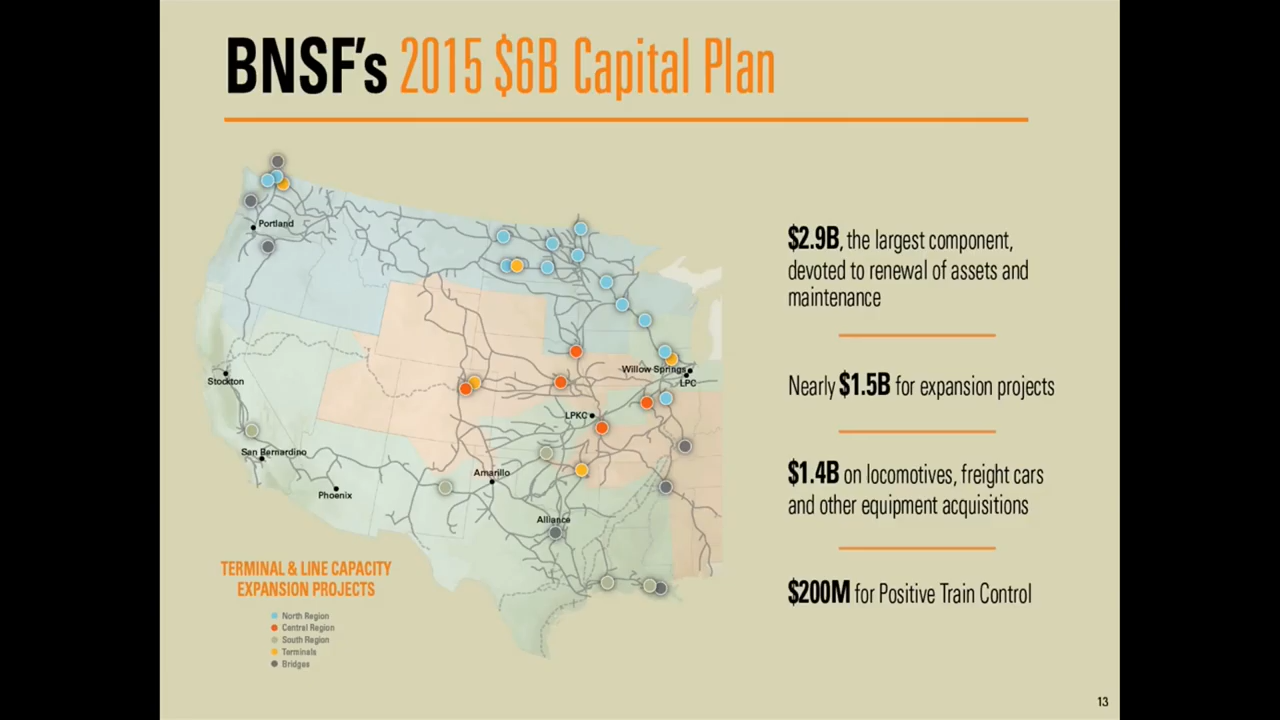 BNSF's 2015 $6B Capital Plan
Portland
Stockton
San Bernardino
Phoenix
Amarillo
Alliance
LPKC
Willow Springs
LPC
$2.9B, the largest component,
devoted to renewal of assets and
maintenance
Nearly $1.5B for expansion projects
$1.4B on locomotives, freight cars
and other equipment acquisitions
$200M for Positive Train Control
TERMINAL & LINE CAPACITY
EXPANSION PROJECTS
North Region
Central Region
South Region
Terminals
Bridges
13